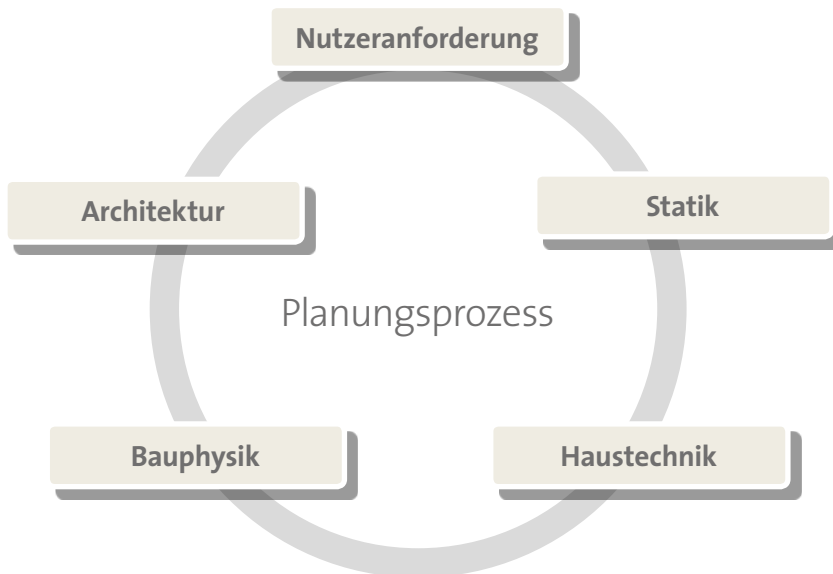 Nutzeranforderung
Architektur
Statik
Planungsprozess
Bauphysik
Haustechnik